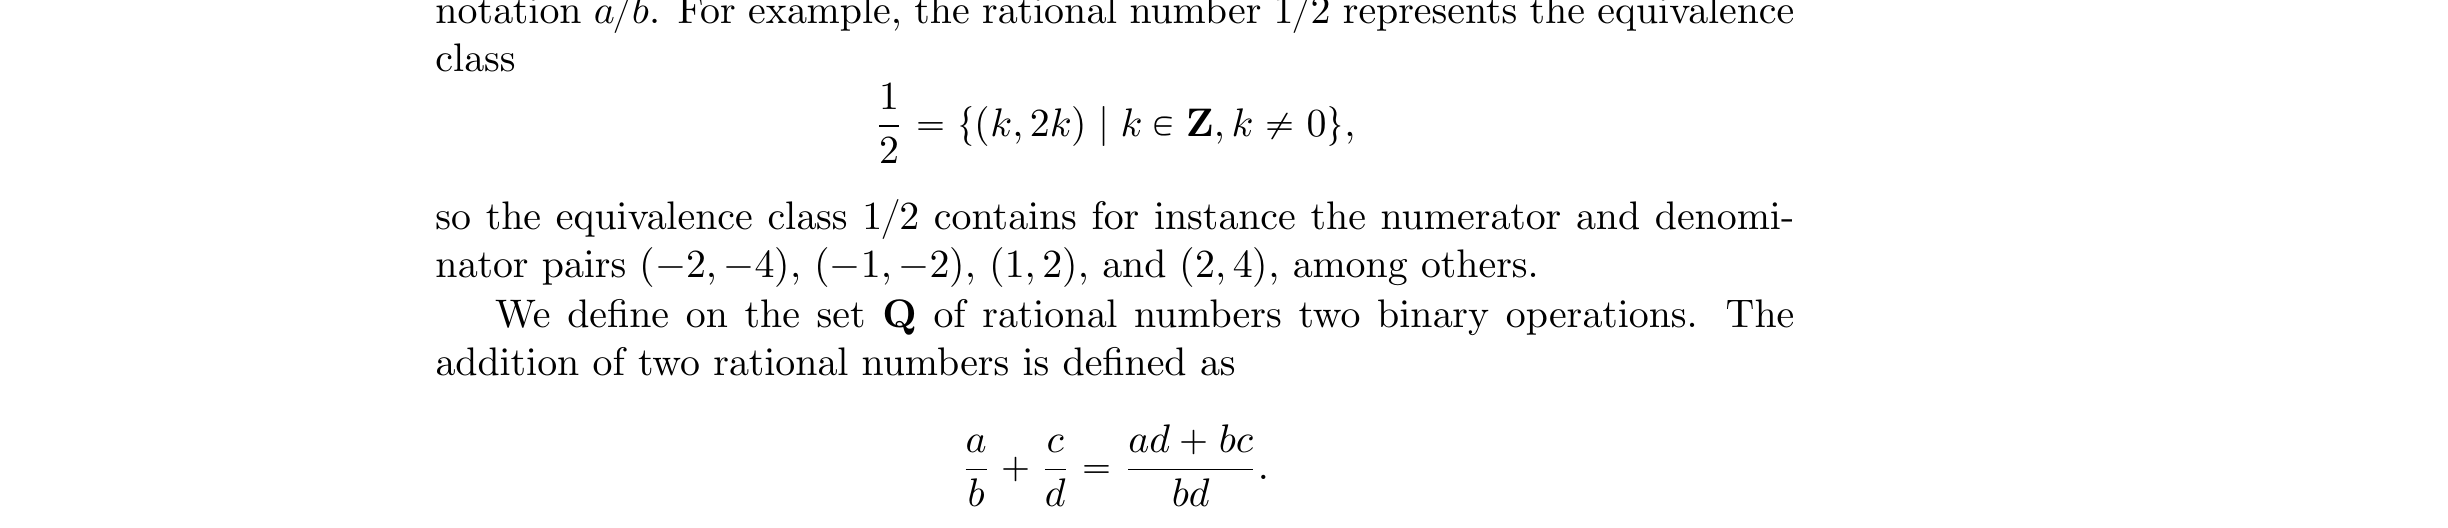 notation a/b. For example, the rational number 1/2 represents the equivalence
class
1/2 = {(k, 2k) | k ∈ Z, k ≠ 0},
so the equivalence class 1/2 contains for instance the numerator and denomi-
nator pairs (−2, −4), (−1, −2), (1, 2), and (2, 4), among others.
We define on the set Q of rational numbers two binary operations. The
addition of two rational numbers is defined as
a/b + c/d = (ad + bc)/bd.